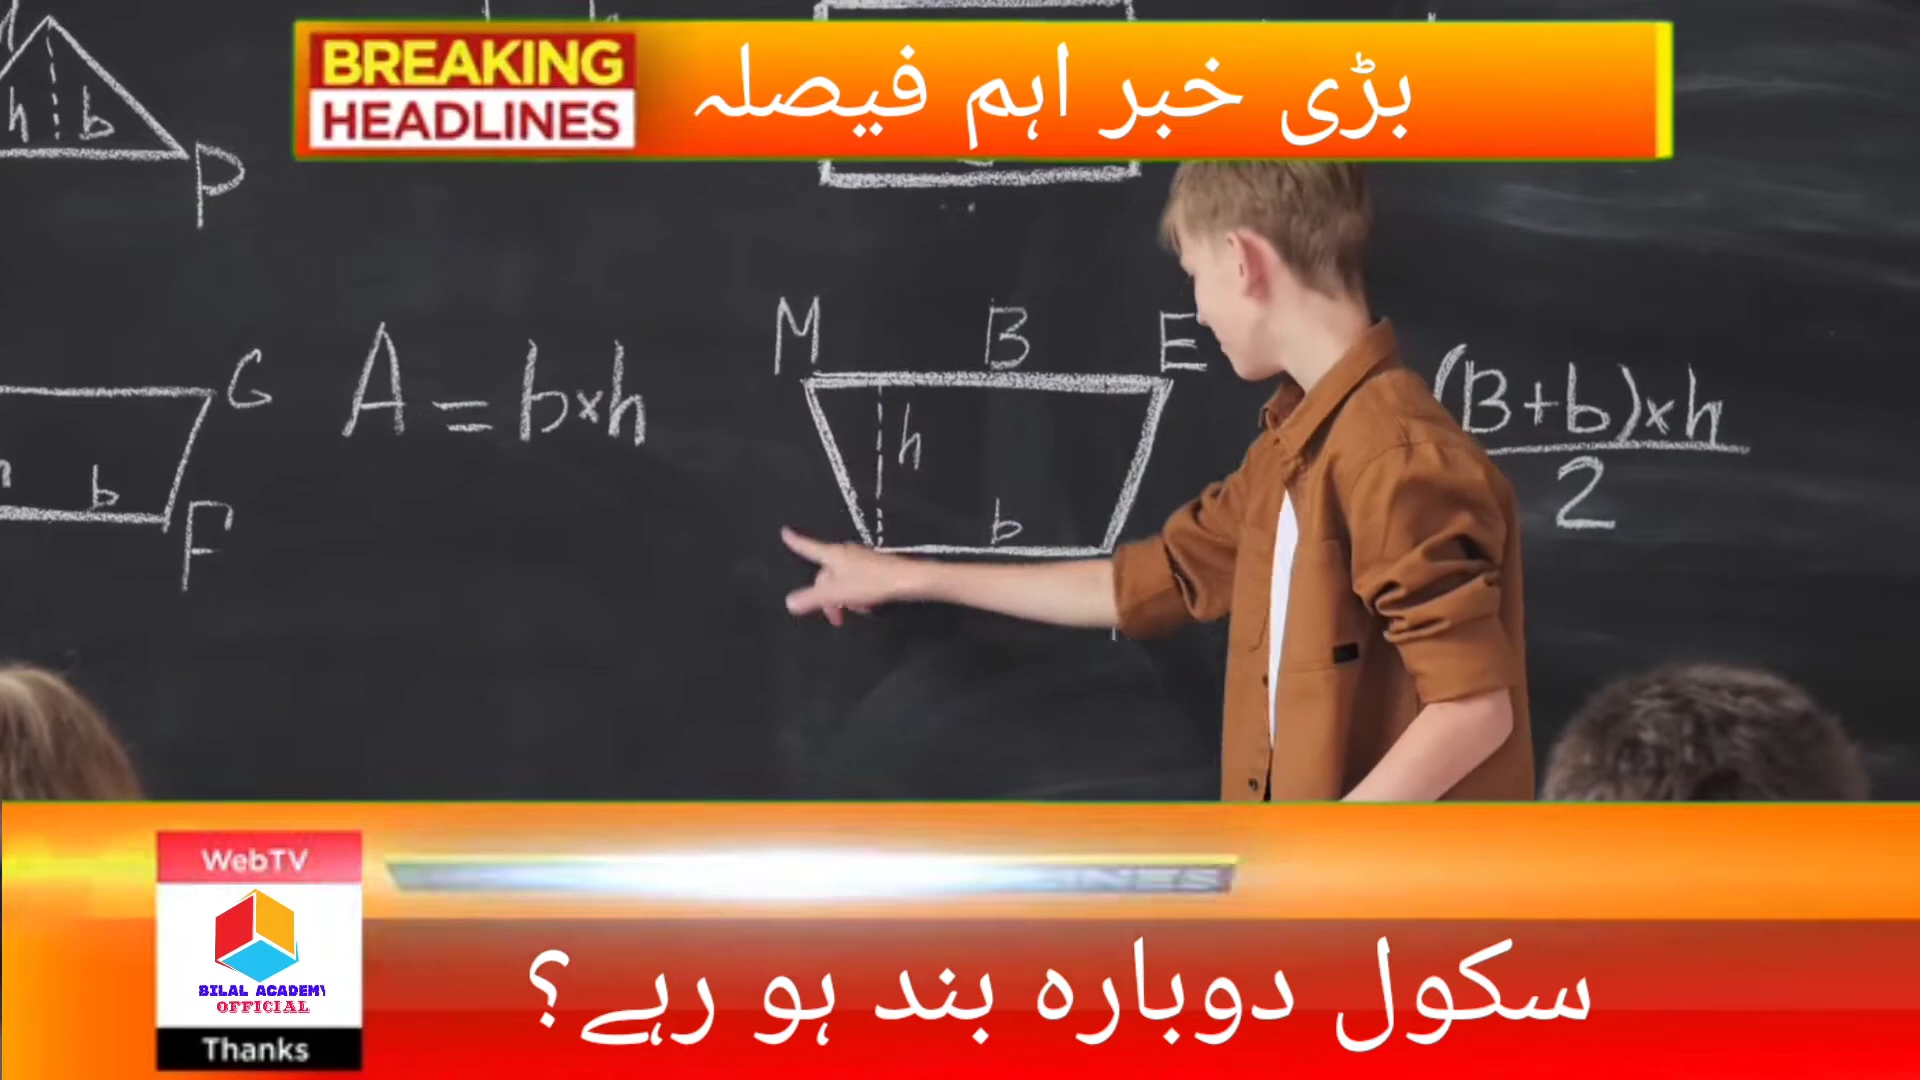 BREAKING
HEADLINES
بڑی خبر اہم فیصلہ
h b
P
G
b
F
A = b×h
M B E
h
b
(B+b)×h
2
WebTV
BILAL ACADEMY
OFFICIAL
Thanks
سکول دوبارہ بند ہو رہے؟